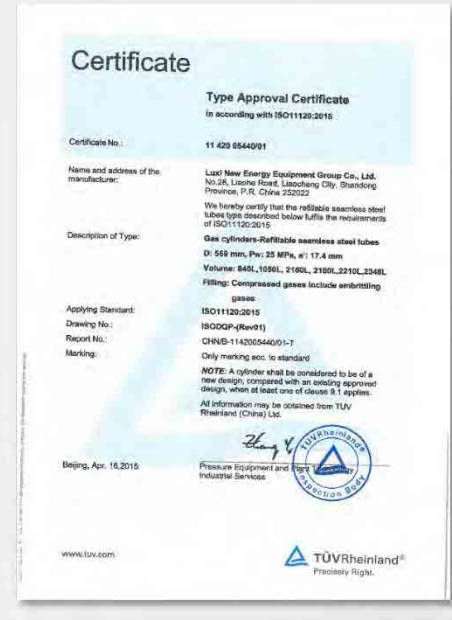 Certificate
Type Approval Certificate
in according with ISO11120:2015
Certificate No.:
11 420 05440/01
Name and address of the
manufacturer:
Luxi New Energy Equipment Group Co., Ltd.
No.26, Liaohe Road, Liaocheng City, Shandong
Province, P.R. China 252022
We hereby certify that the refillable seamless steel
tubes type described below fulfils the requirements
of ISO11120:2015
Description of Type:
Gas cylinders-Refillable seamless steel tubes
D: 559 mm, Pw: 25 MPa, a': 17.4 mm
Volume: 840L,1050L, 2160L, 2180L,2210L,2346L
Filling: Compressed gases include embrittling
gases
Applying Standard:
ISO11120:2015
Drawing No.:
ISODQP-(Rev01)
Report No.:
CHN/B-1142005440/01-T
Marking:
Only marking acc. to standard
NOTE: A cylinder shall be considered to be of a
new design, compared with an existing approved
design, when at least one of clause 9.1 applies.
All information may be obtained from TUV
Rheinland (China) Ltd.
Beijing, Apr. 16,2015
Pressure Equipment and Plant
Industrial Services
TÜVRheinland
Inspection Body
www.tuv.com
TÜVRheinland®
Precisely Right.